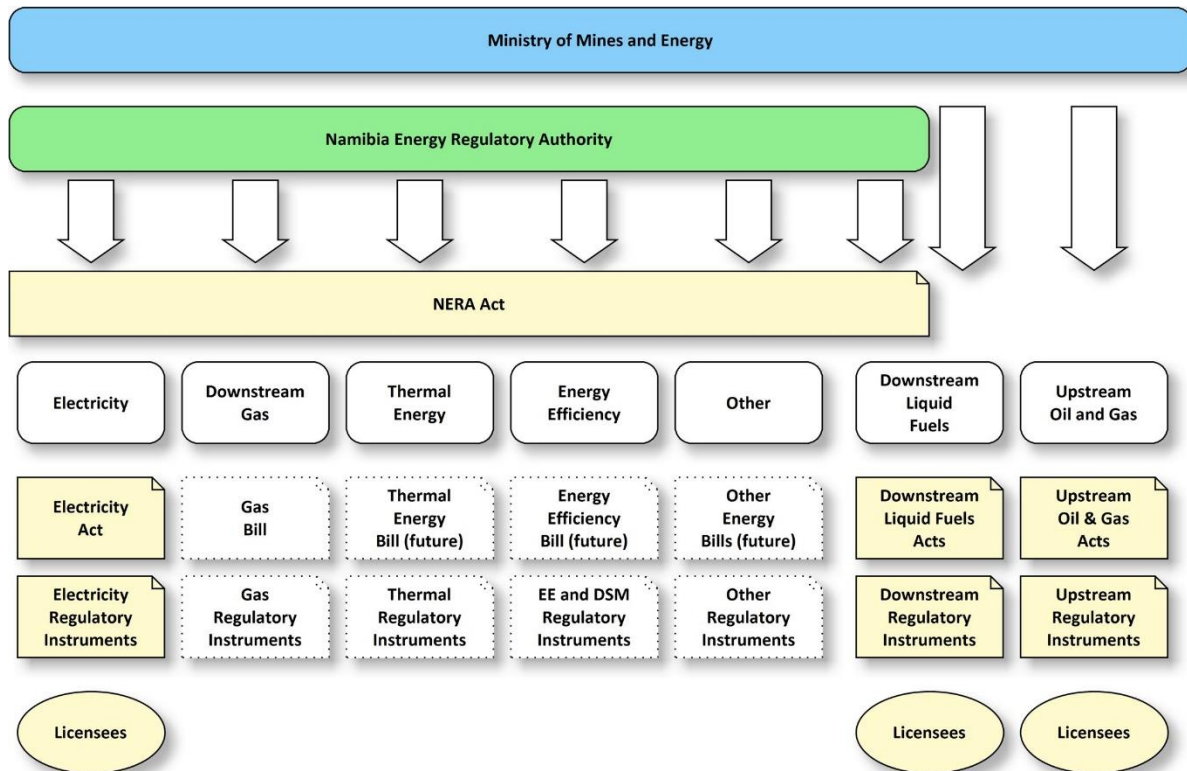 Ministry of Mines and Energy
Namibia Energy Regulatory Authority
NERA Act
Electricity
Downstream
Gas
Thermal
Energy
Energy
Efficiency
Other
Downstream
Liquid
Fuels
Upstream
Oil and Gas
Electricity
Act
Gas
Bill
Thermal
Energy
Bill (future)
Energy
Efficiency
Bill (future)
Other
Energy
Bills (future)
Downstream
Liquid Fuels
Acts
Upstream
Oil & Gas
Acts
Electricity
Regulatory
Instruments
Gas
Regulatory
Instruments
Thermal
Regulatory
Instruments
EE and DSM
Regulatory
Instruments
Other
Regulatory
Instruments
Downstream
Regulatory
Instruments
Upstream
Regulatory
Instruments
Licensees
Licensees
Licensees